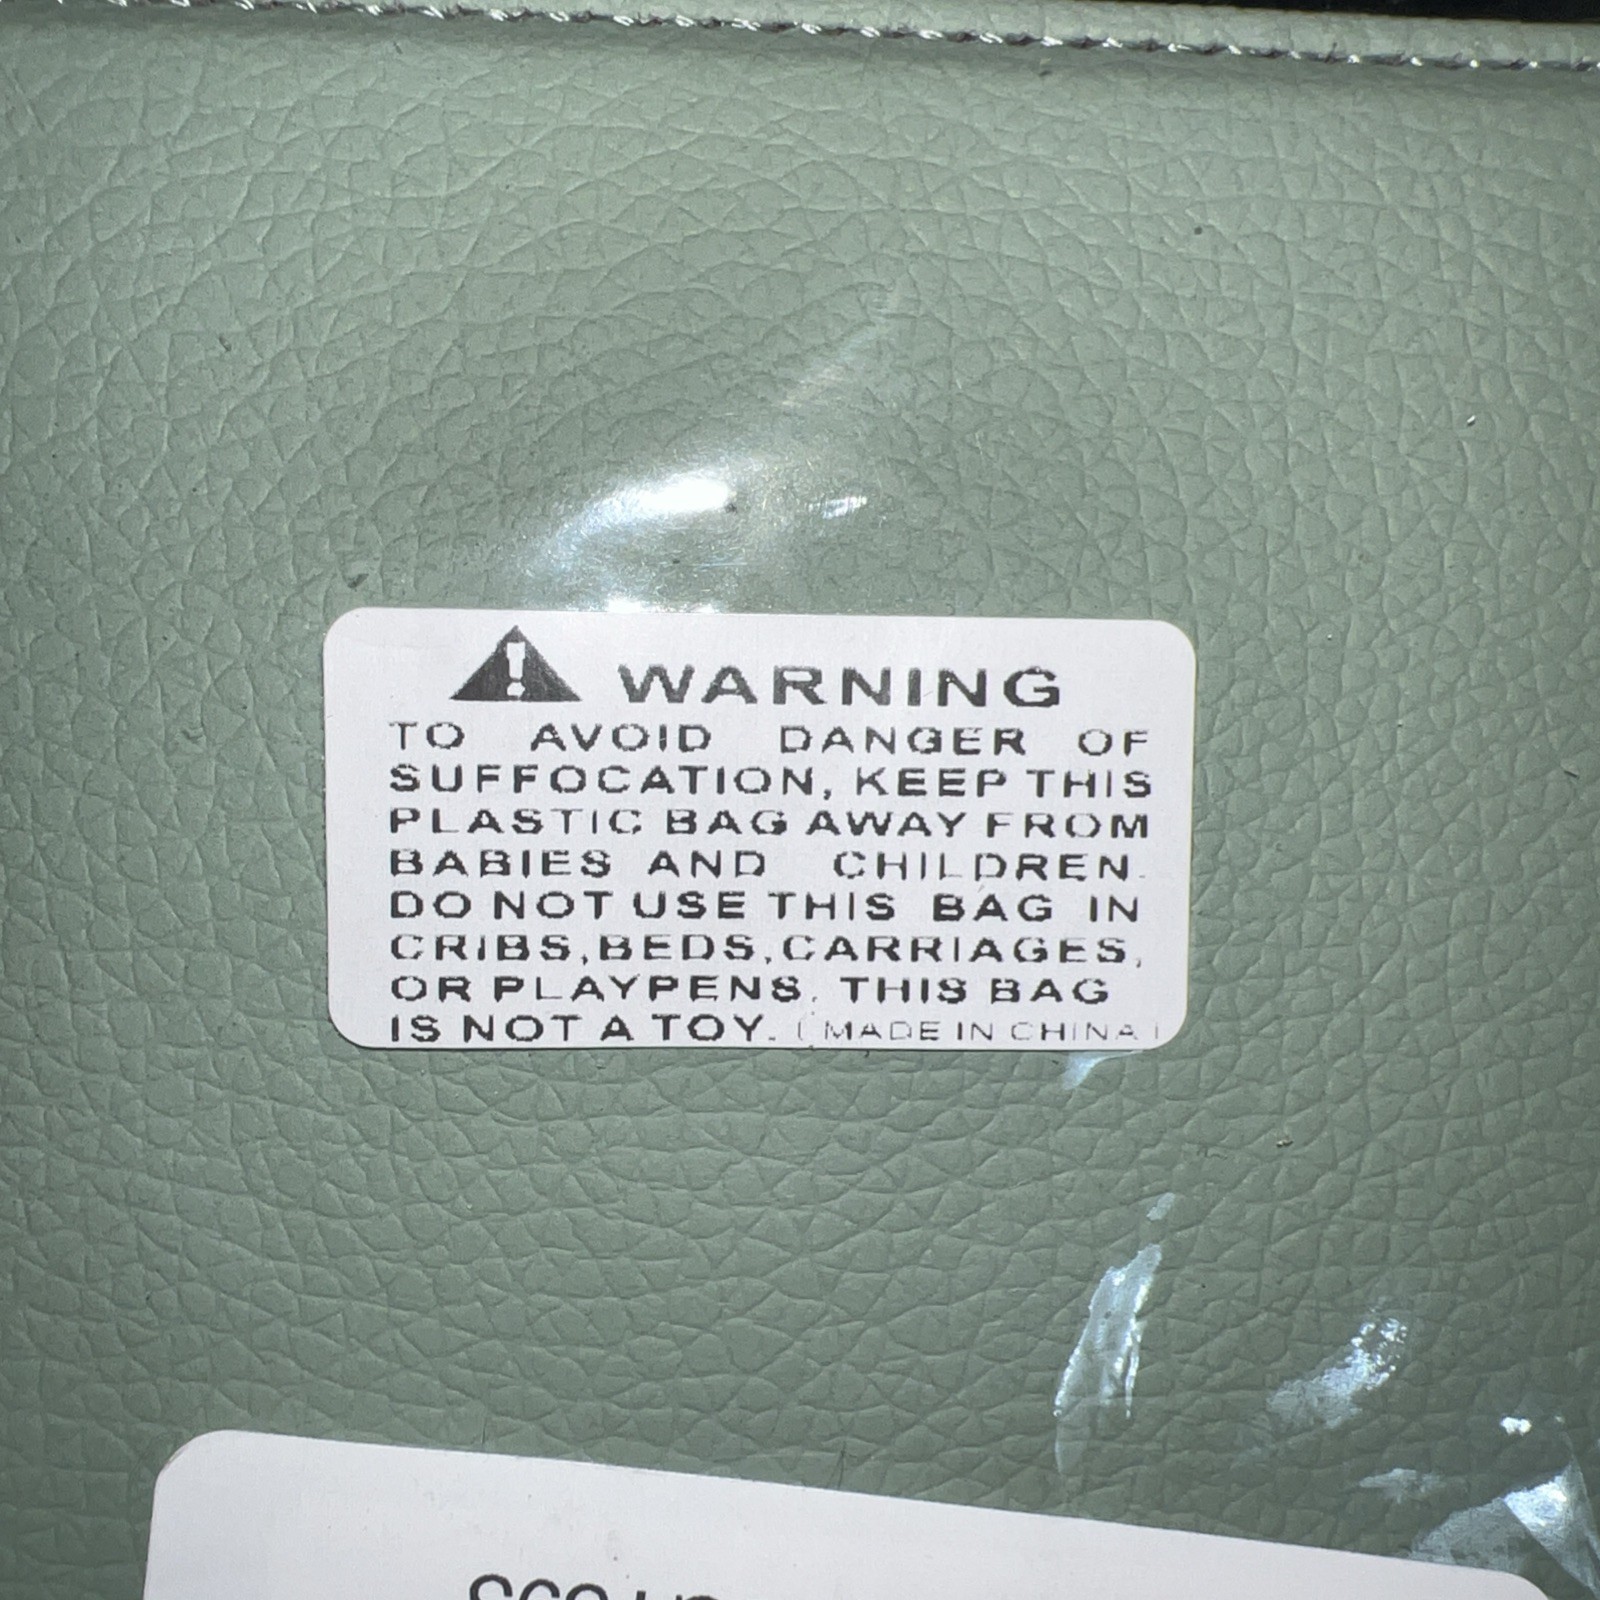 WARNING
TO AVOID DANGER OF
SUFFOCATION, KEEP THIS
PLASTIC BAG AWAY FROM
BABIES AND CHILDREN.
DO NOT USE THIS BAG IN
CRIBS,BEDS,CARRIAGES,
OR PLAYPENS. THIS BAG
IS NOT A TOY. (MADE IN CHINA)